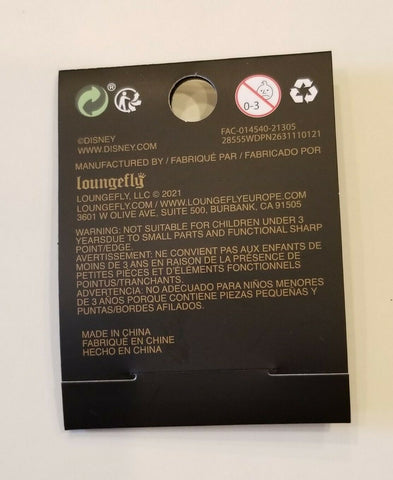 ®
0-3
©DISNEY
WWW.DISNEY.COM
FAC-014540-21305
28555WDPN2631110121
MANUFACTURED BY / FABRIQUÉ PAR / FABRICADO POR
loungefly
LOUNGEFLY, LLC © 2021
LOUNGEFLY.COM / WWW.LOUNGEFLYEUROPE.COM
3601 W OLIVE AVE, SUITE 500, BURBANK, CA 91505
WARNING: NOT SUITABLE FOR CHILDREN UNDER 3
YEARSDUE TO SMALL PARTS AND FUNCTIONAL SHARP
POINT/EDGE.
AVERTISSEMENT: NE CONVIENT PAS AUX ENFANTS DE
MOINS DE 3 ANS EN RAISON DE LA PRÉSENCE DE
PETITES PIÈCES ET D'ÉLÉMENTS FONCTIONNELS
POINTUS/TRANCHANTS.
ADVERTENCIA: NO ADECUADO PARA NIÑOS MENORES
DE 3 AÑOS PORQUE CONTIENE PIEZAS PEQUEÑAS Y
PUNTAS/BORDES AFILADOS.
MADE IN CHINA
FABRIQUÉ EN CHINE
HECHO EN CHINA